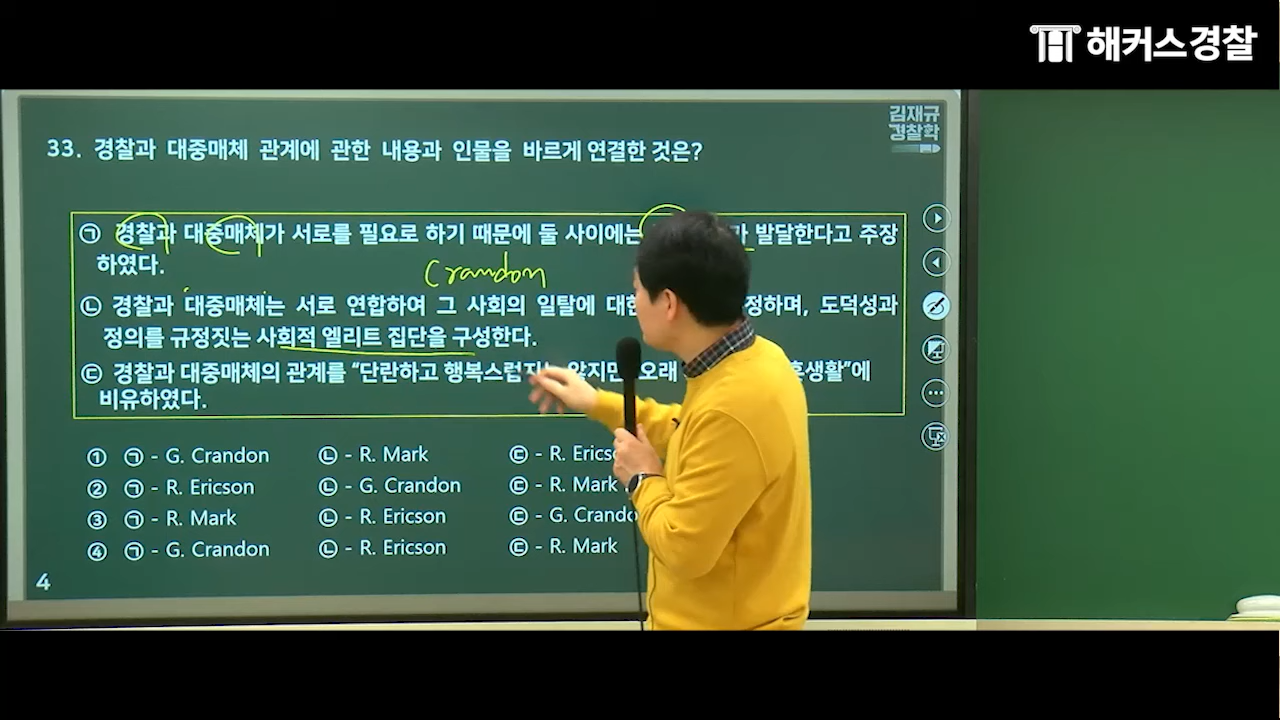 해커스경찰
김재규
경찰학
33. 경찰과 대중매체 관계에 관한 내용과 인물을 바르게 연결한 것은?
㉠ 경찰과 대중매체가 서로를 필요로 하기 때문에 둘 사이에는 가 발달한다고 주장
하였다.
Crandon
㉡ 경찰과 대중매체는 서로 연합하여 그 사회의 일탈에 정하며, 도덕성과
정의를 규정짓는 사회적 엘리트 집단을 구성한다.
㉢ 경찰과 대중매체의 관계를 “단란하고 행복스럽지는 않지만 오래 혼생활”에
비유하였다.
① ㉠ - G. Crandon ㉡ - R. Mark ㉢ - R.
② ㉠ - R. Ericson ㉡ - G. Crandon ㉢ - R. Mark
③ ㉠ - R. Mark ㉡ - R. Ericson ㉢ - G.
④ ㉠ - G. Crandon ㉡ - R. Ericson ㉢ - R. Mark
4